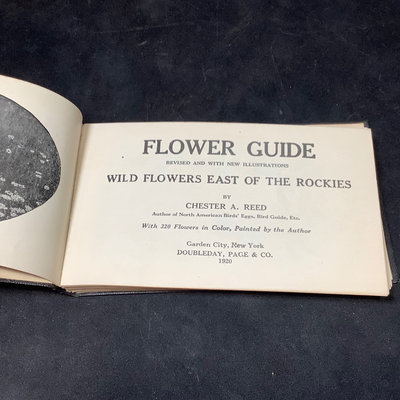 FLOWER GUIDE
REVISED AND WITH NEW ILLUSTRATIONS
WILD FLOWERS EAST OF THE ROCKIES
BY
CHESTER A. REED
Author of North American Birds' Eggs, Bird Guide, Etc.
With 320 Flowers in Color, Painted by the Author
Garden City, New York
DOUBLEDAY, PAGE & CO.
1920